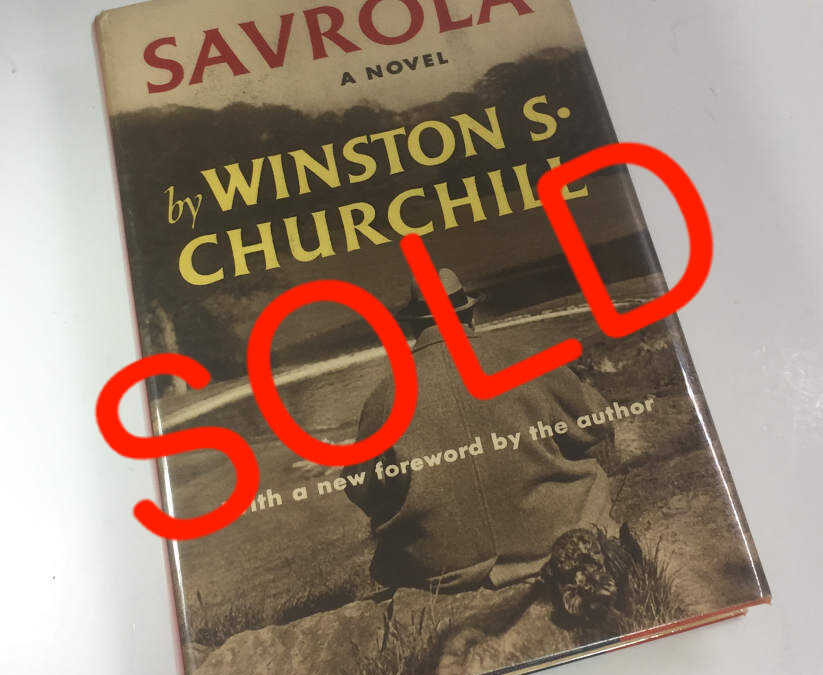 SAVROLA
A NOVEL
by WINSTON S.
CHURCHILL
SOLD
with a new foreword by the author